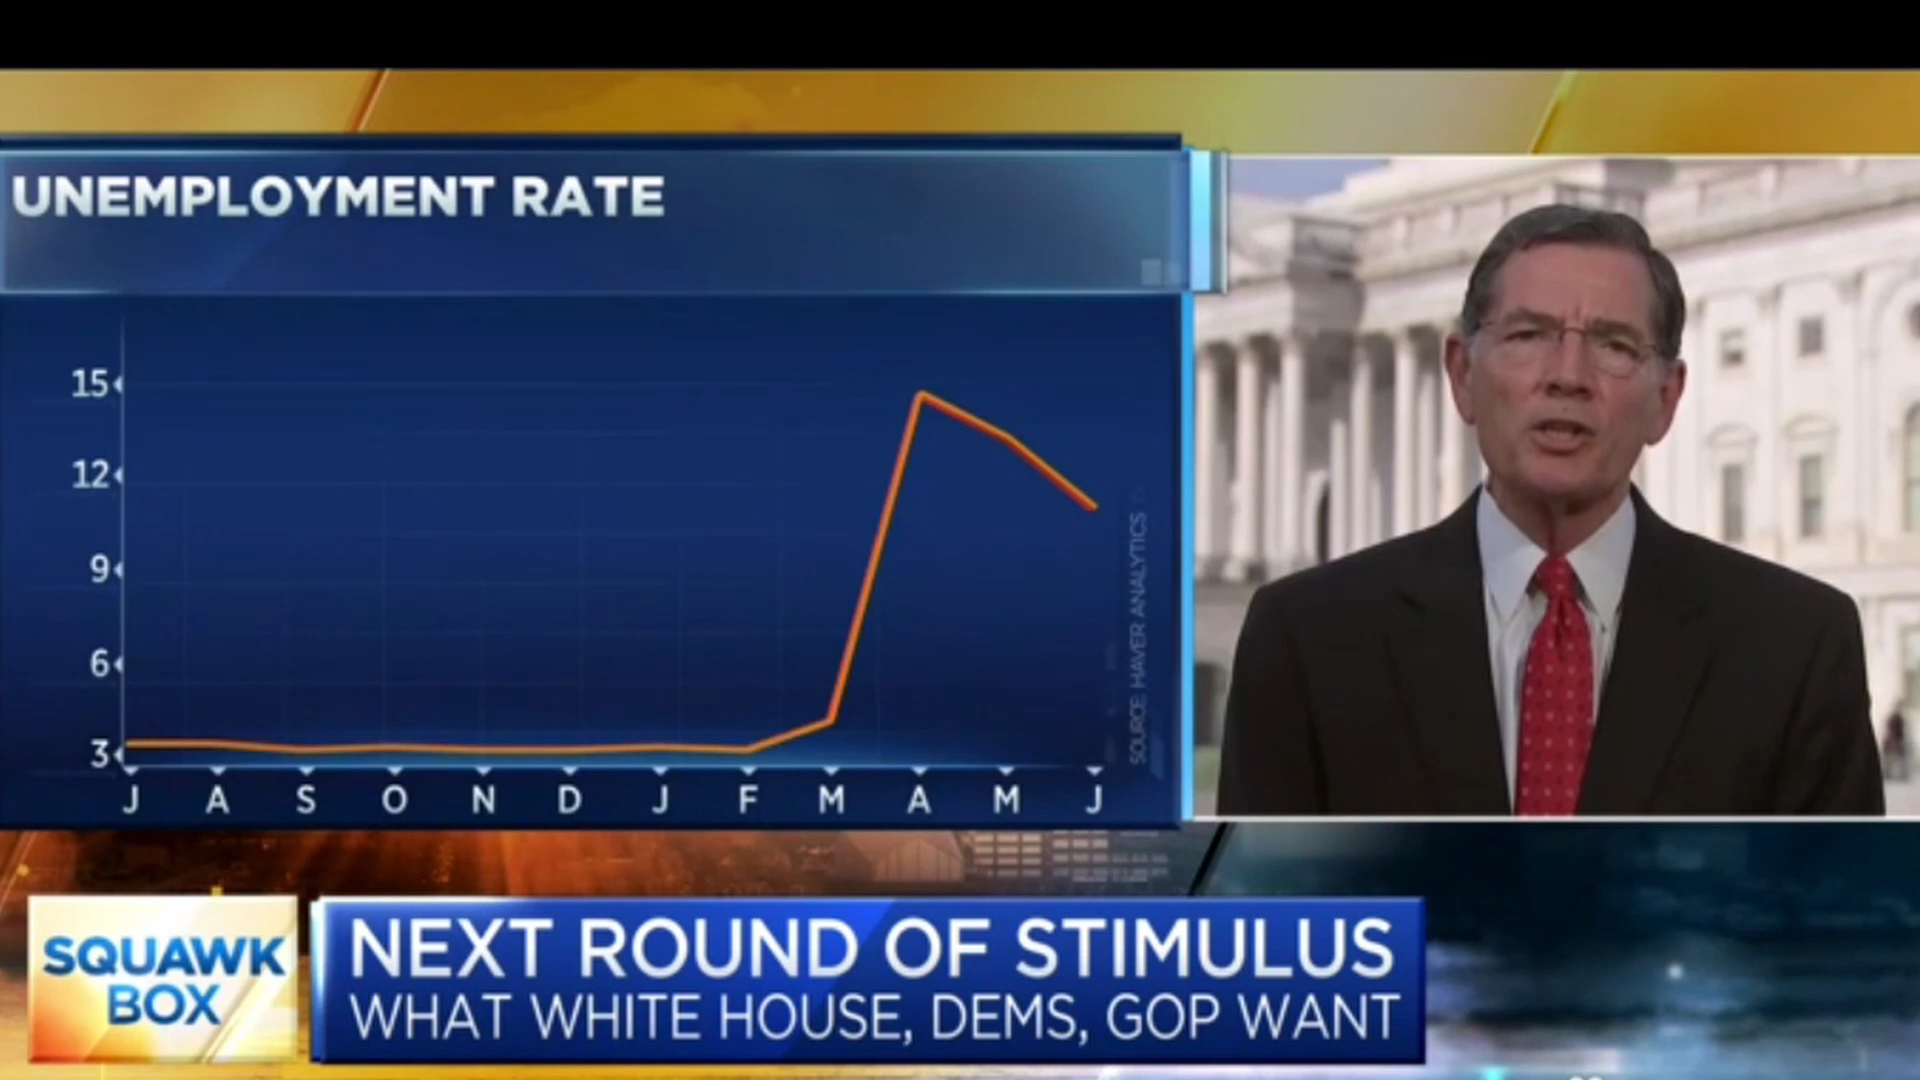 UNEMPLOYMENT RATE
15
12
9
6
3
J A S O N D J F M A M J
SOURCE: HAVER ANALYTICS
SQUAWK
BOX
NEXT ROUND OF STIMULUS
WHAT WHITE HOUSE, DEMS, GOP WANT